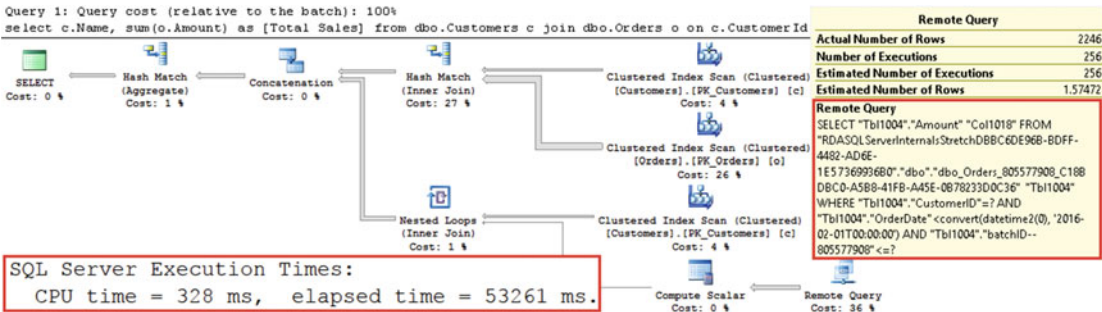 Query 1: Query cost (relative to the batch): 100%
select c.Name, sum(o.Amount) as [Total Sales] from dbo.Customers c join dbo.Orders o on c.CustomerId
SELECT
Cost: 0 %
Hash Match
(Aggregate)
Cost: 1 %
Concatenation
Cost: 0 %
Hash Match
(Inner Join)
Cost: 27 %
Clustered Index Scan (Clustered)
[Customers].[PK_Customers] [c]
Cost: 4 %
Clustered Index Scan (Clustered)
[Orders].[PK_Orders] [o]
Cost: 26 %
Nested Loops
(Inner Join)
Cost: 1 %
Clustered Index Scan (Clustered)
[Customers].[PK_Customers] [c]
Cost: 4 %
Compute Scalar
Cost: 0 %
Remote Query
Cost: 36 %
SQL Server Execution Times:
CPU time = 328 ms, elapsed time = 53261 ms.
Remote Query
Actual Number of Rows 2246
Number of Executions 256
Estimated Number of Executions 256
Estimated Number of Rows 1.57472
Remote Query
SELECT "Tbl1004"."Amount" "Col1018" FROM
"RDASQLServerInternalsStretchDBBC6DE96B-BDFF-
4482-AD6E-
1E57369936B0"."dbo"."dbo_Orders_805577908_C18B
DBC0-A5B8-41FB-A45E-0B78233D0C36" "Tbl1004"
WHERE "Tbl1004"."CustomerID"=? AND
"Tbl1004"."OrderDate"<convert(datetime2(0), '2016-
02-01T00:00:00') AND "Tbl1004"."batchID--
805577908"<=?